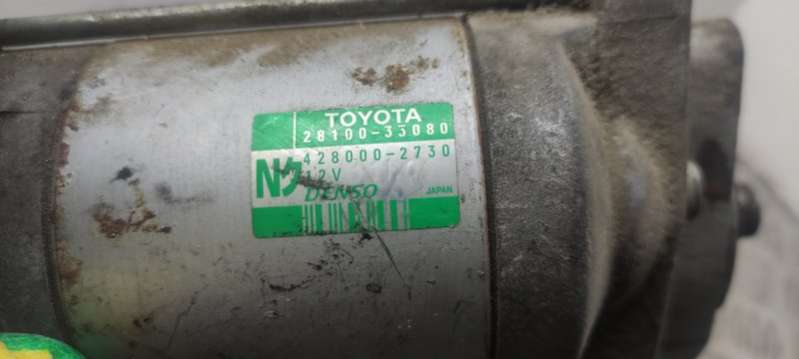 TOYOTA
28100-33080
428000-2730
12V
DENSO
JAPAN